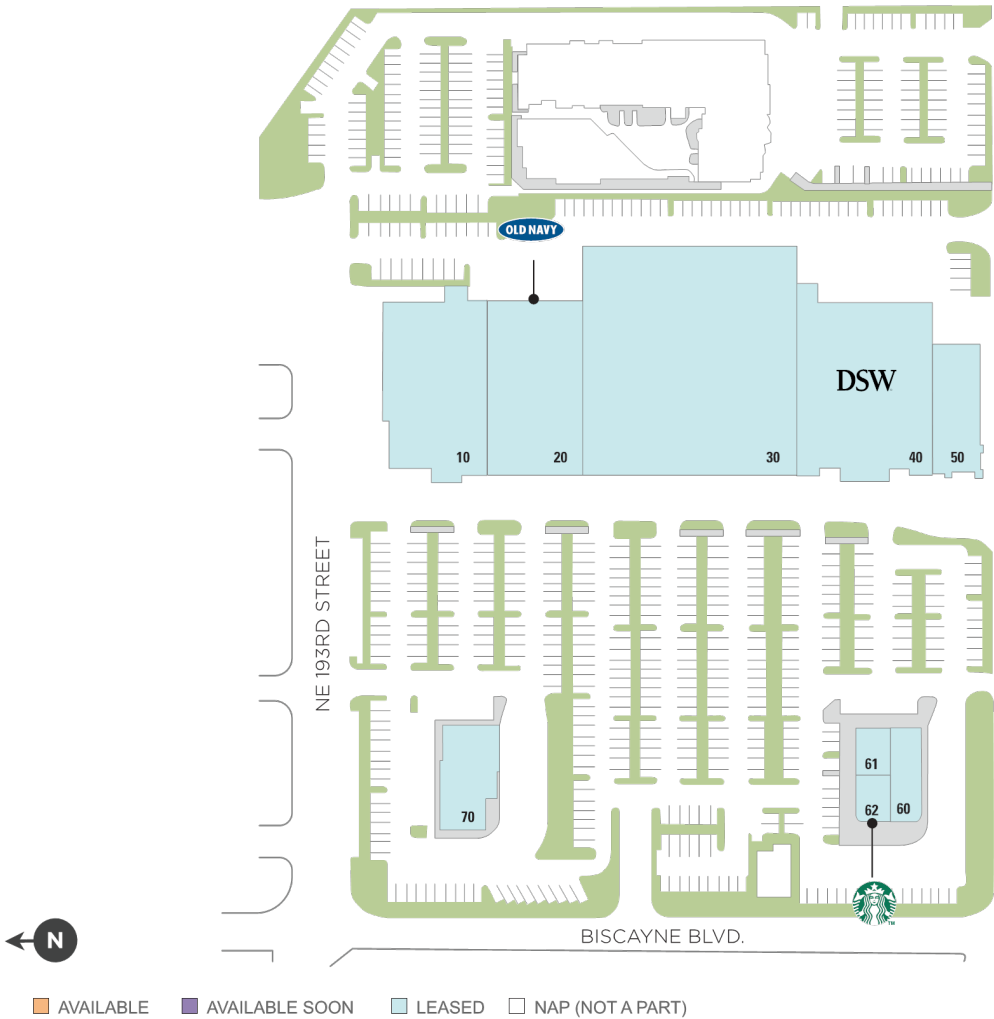 OLD NAVY
DSW
10
20
30
40
50
NE 193RD STREET
61
62
60
70
TM
N
BISCAYNE BLVD.
AVAILABLE
AVAILABLE SOON
LEASED
NAP (NOT A PART)